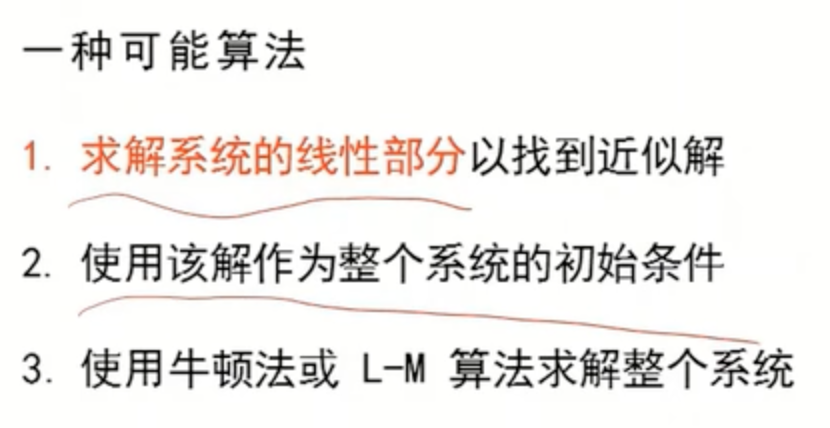 一种可能算法
1. 求解系统的线性部分以找到近似解
2. 使用该解作为整个系统的初始条件
3. 使用牛顿法或 L-M 算法求解整个系统